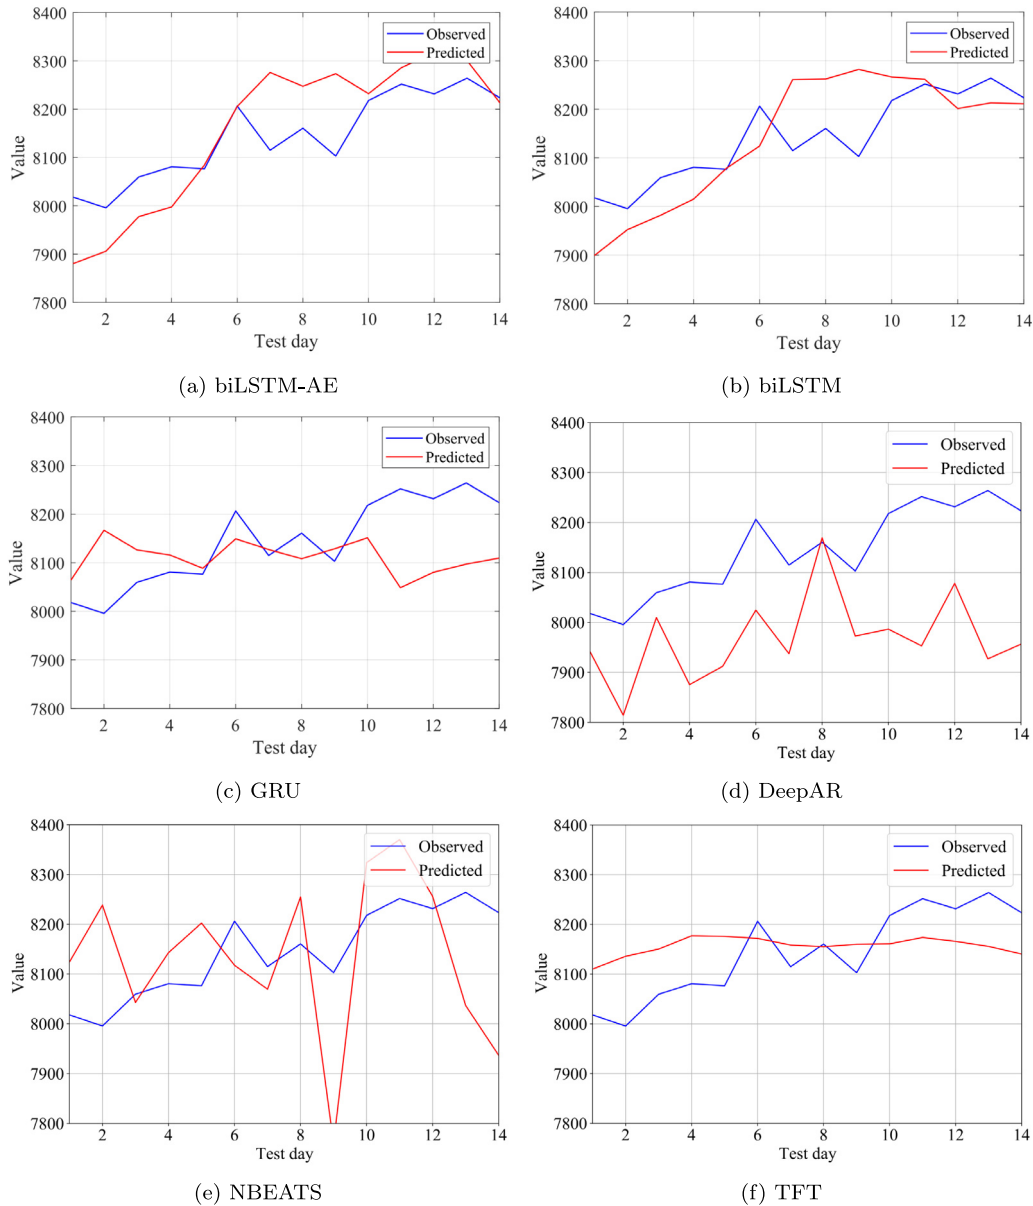 8400
8300
8200
8100
8000
7900
7800
Value
Observed
Predicted
2 4 6 8 10 12 14
Test day
(a) biLSTM-AE
8400
8300
8200
8100
8000
7900
7800
Value
Observed
Predicted
2 4 6 8 10 12 14
Test day
(b) biLSTM
8400
8300
8200
8100
8000
7900
7800
Value
Observed
Predicted
2 4 6 8 10 12 14
Test day
(c) GRU
8400
8300
8200
8100
8000
7900
7800
Value
Observed
Predicted
2 4 6 8 10 12 14
Test day
(d) DeepAR
8400
8300
8200
8100
8000
7900
7800
Value
Observed
Predicted
2 4 6 8 10 12 14
Test day
(e) NBEATS
8400
8300
8200
8100
8000
7900
7800
Value
Observed
Predicted
2 4 6 8 10 12 14
Test day
(f) TFT